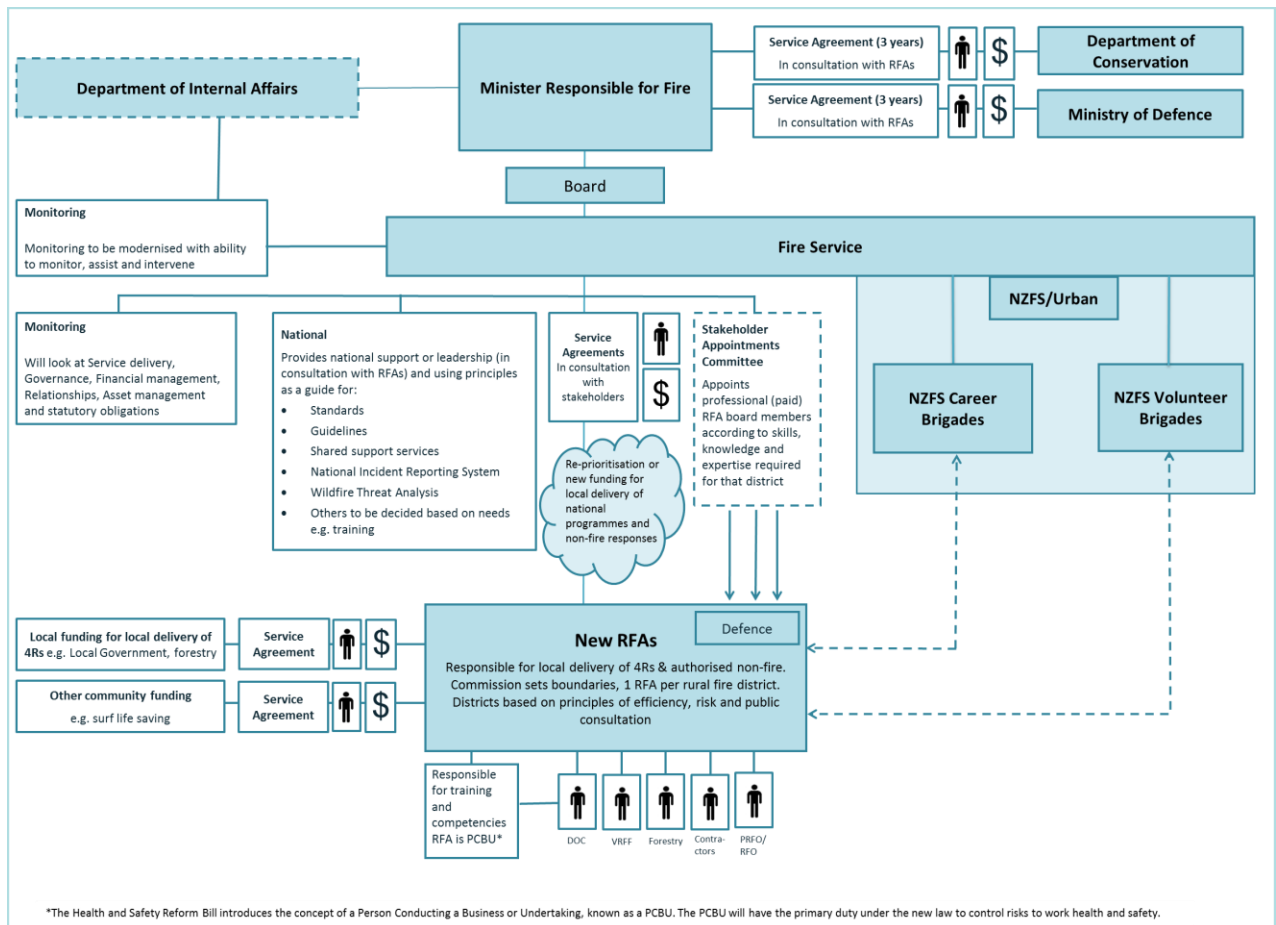 Department of Internal Affairs
Minister Responsible for Fire
Service Agreement (3 years)
In consultation with RFAs
$
Department of
Conservation
Service Agreement (3 years)
In consultation with RFAs
$
Ministry of Defence
Board
Monitoring
Monitoring to be modernised with ability
to monitor, assist and intervene
Fire Service
NZFS/Urban
NZFS Career
Brigades
NZFS Volunteer
Brigades
Monitoring
Will look at Service delivery,
Governance, Financial management,
Relationships, Asset management
and statutory obligations
National
Provides national support or leadership (in
consultation with RFAs) and using principles
as a guide for:
• Standards
• Guidelines
• Shared support services
• National Incident Reporting System
• Wildfire Threat Analysis
• Others to be decided based on needs
e.g. training
Service
Agreements
In consultation
with
stakeholders
$
Stakeholder
Appointments
Committee
Appoints
professional (paid)
RFA board members
according to skills,
knowledge and
expertise required
for that district
Re-prioritisation or
new funding for
local delivery of
national
programmes and
non-fire responses
Local funding for local delivery of
4Rs e.g. Local Government, forestry
Service
Agreement
$
Other community funding
e.g. surf life saving
Service
Agreement
$
Defence
New RFAs
Responsible for local delivery of 4Rs & authorised non-fire.
Commission sets boundaries, 1 RFA per rural fire district.
Districts based on principles of efficiency, risk and public
consultation
Responsible
for training
and
competencies
RFA is PCBU*
DOC
VRFF
Forestry
Contra-
ctors
PRFO/
RFO
*The Health and Safety Reform Bill introduces the concept of a Person Conducting a Business or Undertaking, known as a PCBU. The PCBU will have the primary duty under the new law to control risks to work health and safety.